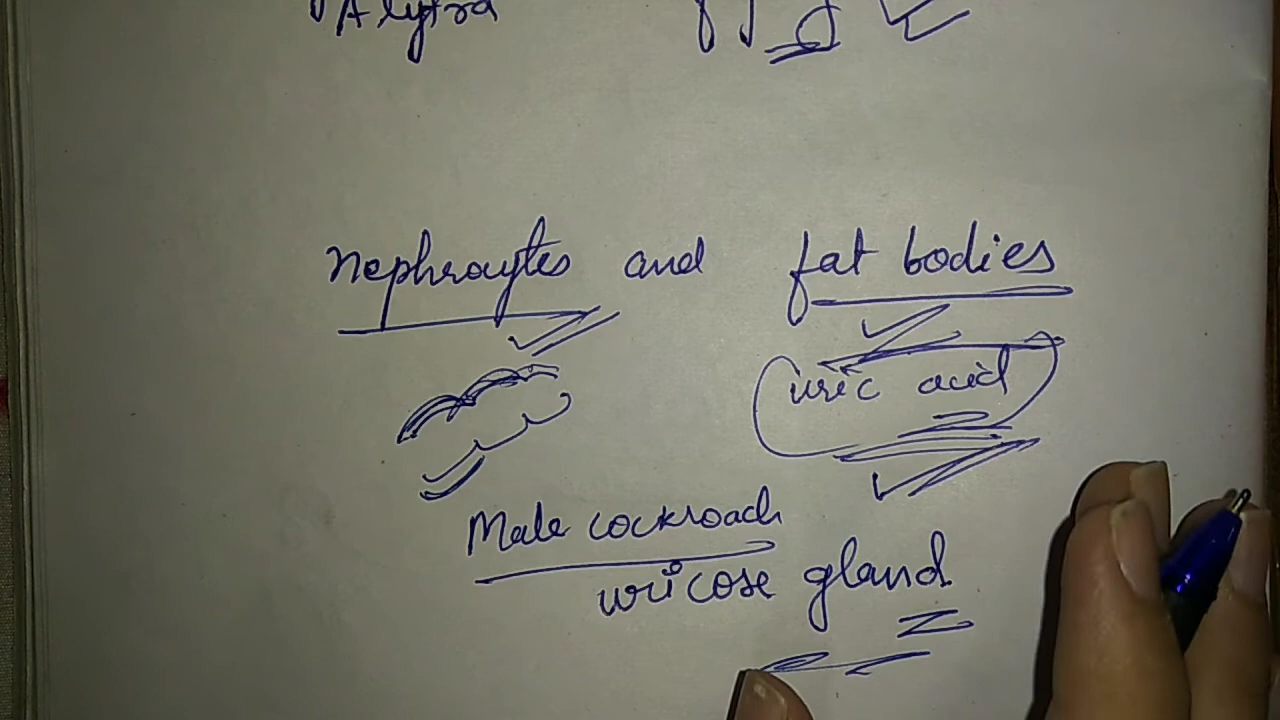 nephrocytes and fat bodies
uric acid
Male cockroach
uricose gland